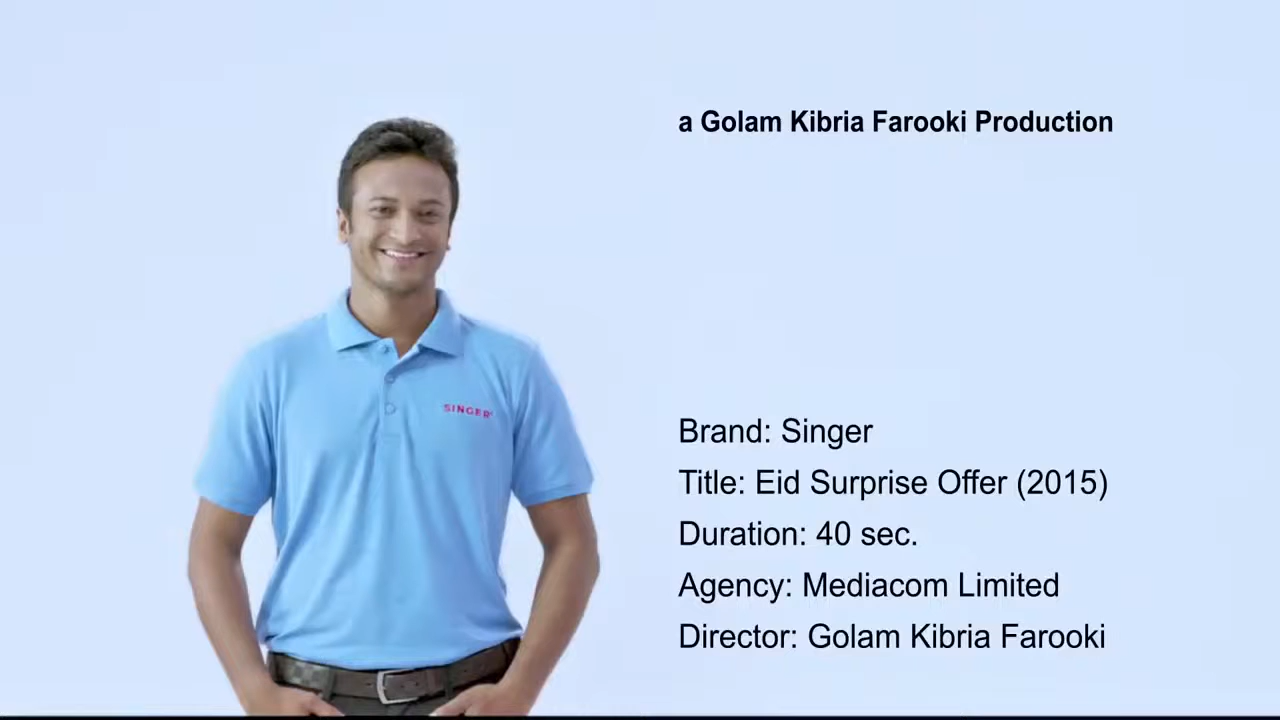 a Golam Kibria Farooki Production
SINGER
Brand: Singer
Title: Eid Surprise Offer (2015)
Duration: 40 sec.
Agency: Mediacom Limited
Director: Golam Kibria Farooki